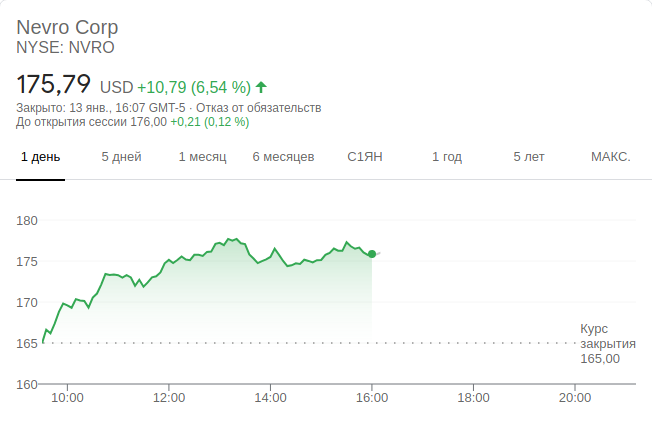 Nevro Corp
NYSE: NVRO
175,79 USD +10,79 (6,54 %)
Закрыто: 13 янв., 16:07 GMT-5 · Отказ от обязательств
До открытия сессии 176,00 +0,21 (0,12 %)
1 день 5 дней 1 месяц 6 месяцев С1ЯН 1 год 5 лет МАКС.
180
175
170
Курс
165 закрытия
165,00
160
10:00 12:00 14:00 16:00 18:00 20:00